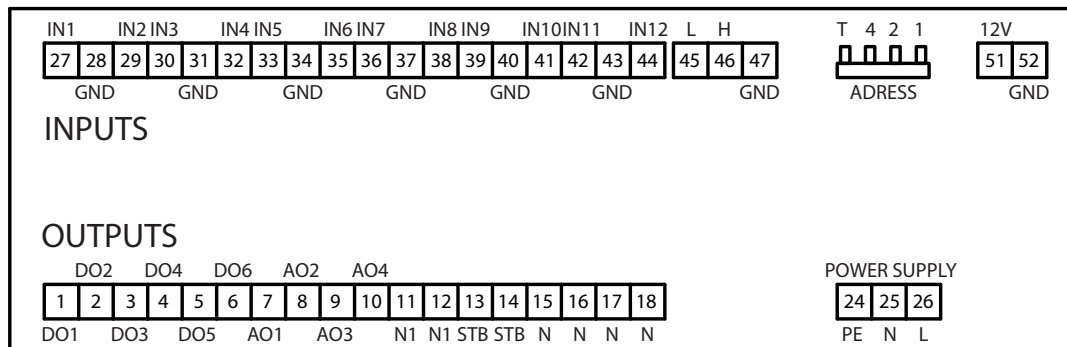 IN1 IN2 IN3 IN4 IN5 IN6 IN7 IN8 IN9 IN10 IN11 IN12 L H T 4 2 1 12V
27 28 29 30 31 32 33 34 35 36 37 38 39 40 41 42 43 44 45 46 47 51 52
GND GND GND GND GND GND GND ADRESS GND
INPUTS
OUTPUTS
DO2 DO4 DO6 AO2 AO4 POWER SUPPLY
1 2 3 4 5 6 7 8 9 10 11 12 13 14 15 16 17 18 24 25 26
DO1 DO3 DO5 AO1 AO3 N1 N1 STB STB N N N N PE N L